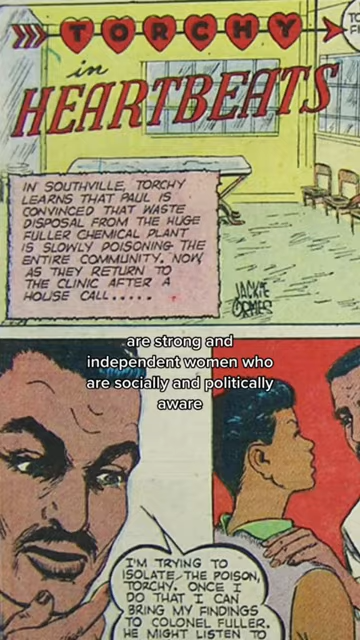 TORCHY
in
HEARTBEATS
IN SOUTHVILLE, TORCHY
LEARNS THAT PAUL IS
CONVINCED THAT WASTE
DISPOSAL FROM THE HUGE
FULLER CHEMICAL PLANT
IS SLOWLY POISONING THE
ENTIRE COMMUNITY. NOW,
AS THEY RETURN TO
THE CLINIC AFTER A
HOUSE CALL.....
JACKIE
ORMES
are strong and
independent women who
are socially and politically
aware
I'M TRYING TO
ISOLATE THE POISON,
TORCHY. ONCE I
DO THAT I CAN
BRING MY FINDINGS
TO COLONEL FULLER.
HE MIGHT LISTEN